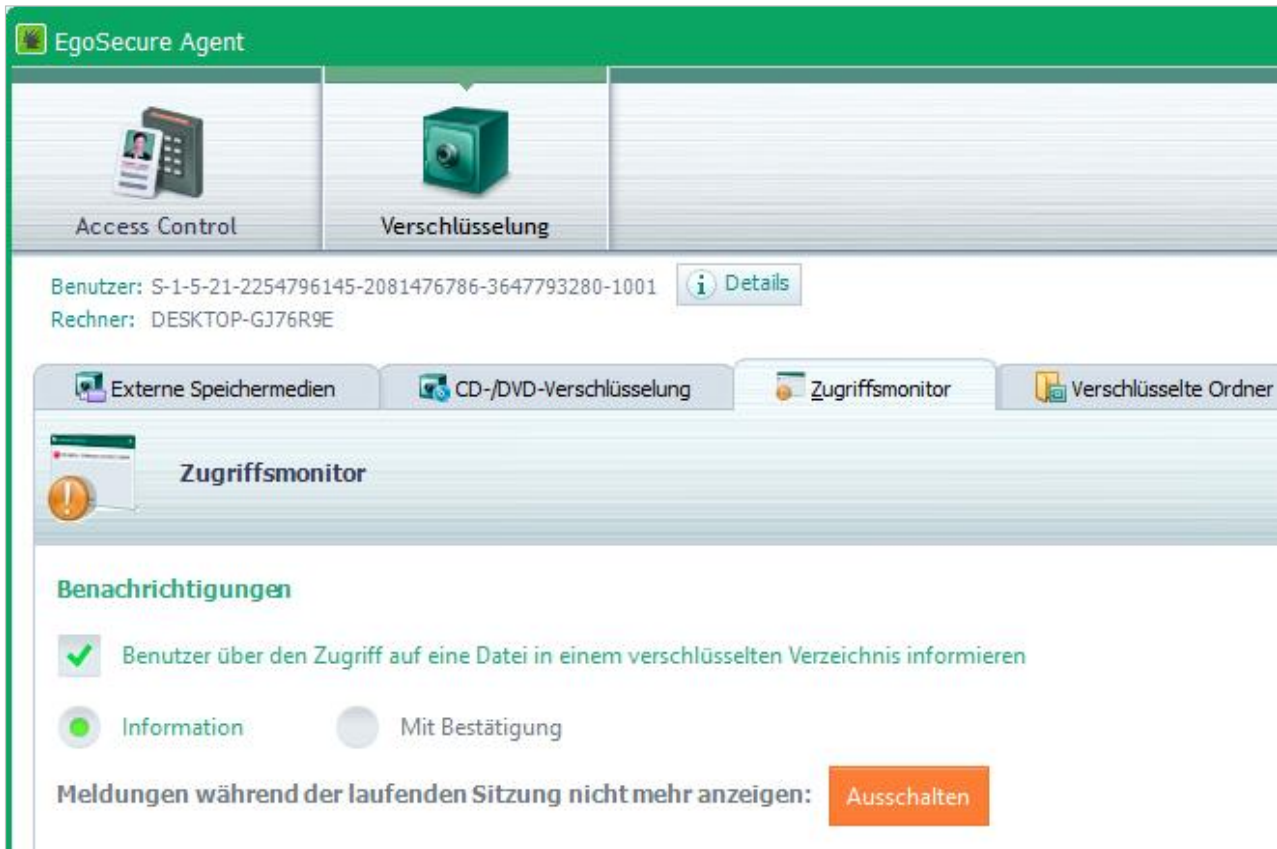 EgoSecure Agent
Access Control
Verschlüsselung
Benutzer: S-1-5-21-2254796145-2081476786-3647793280-1001
Details
Rechner: DESKTOP-GJ76R9E
Externe Speichermedien
CD-/DVD-Verschlüsselung
Zugriffsmonitor
Verschlüsselte Ordner
Zugriffsmonitor
Benachrichtigungen
Benutzer über den Zugriff auf eine Datei in einem verschlüsselten Verzeichnis informieren
Information
Mit Bestätigung
Meldungen während der laufenden Sitzung nicht mehr anzeigen:
Ausschalten